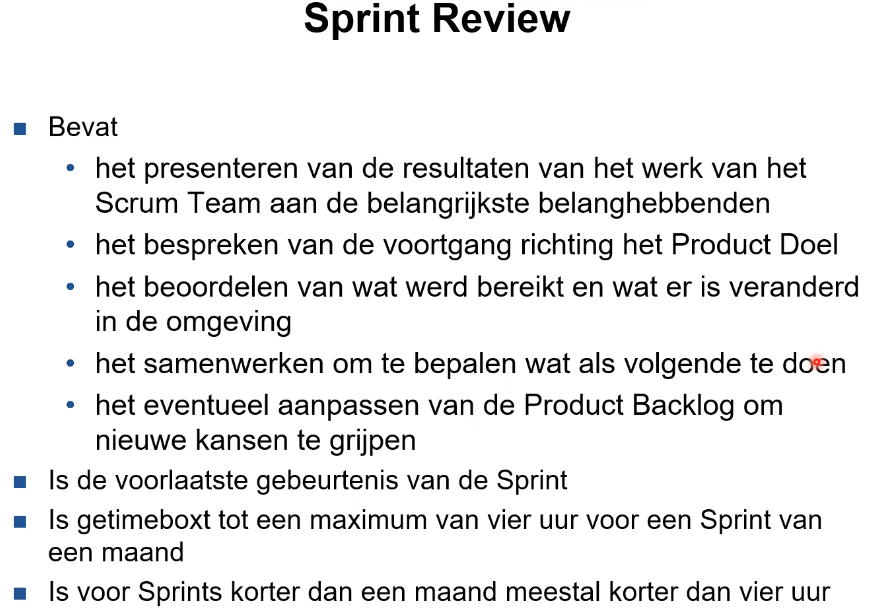 Sprint Review
Bevat
het presenteren van de resultaten van het werk van het
Scrum Team aan de belangrijkste belanghebbenden
het bespreken van de voortgang richting het Product Doel
het beoordelen van wat werd bereikt en wat er is veranderd
in de omgeving
het samenwerken om te bepalen wat als volgende te doen
het eventueel aanpassen van de Product Backlog om
nieuwe kansen te grijpen
Is de voorlaatste gebeurtenis van de Sprint
Is getimeboxt tot een maximum van vier uur voor een Sprint van
een maand
Is voor Sprints korter dan een maand meestal korter dan vier uur